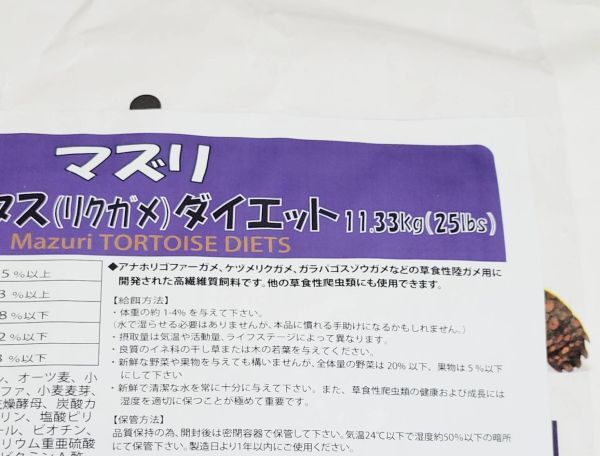 マズリ
タス(リクガメ)ダイエット 11.33Kg(25lbs)
Mazuri TORTOISE DIETS
5 %以上
3 %以上
8 %以上
2 %以上
3 %以上
◆アナホリゴファーガメ、ケヅメリクガメ、ガラパゴスゾウガメなどの草食性陸ガメ用に
開発された高繊維質飼料です。他の草食性爬虫類にも使用できます。
【給餌方法】
・体重の約 1-4% を与えて下さい。
(水で湿らせる必要はありませんが、本品に慣れる手助けになるかもしれません。)
・摂取量は気温や活動量、ライフステージによって異なります。
・良質のイネ科の干し草または木の若葉を与えてください。
・新鮮な野菜や果物を与えても構いませんが、全体量の野菜は 20% 以下、果物は 5 % 以下
にして下さい
・新鮮で清潔な水を常に十分に与えて下さい。また、草食性爬虫類の健康および成長には
湿度を適切に保つことが極めて重要です。
【保管方法】
品質保持の為、開封後は密閉容器で保管して下さい。気温24℃以下で湿度約50%以下の暗所
にて保管して下さい。製造日より1年以内にご使用ください。
、オーツ麦、小
ファ、小麦麦芽、
乾燥酵母、炭酸カ
リン、塩酸ピリ
ール、ビオチン、
リウム重亜硫酸
ビタミンA 酢